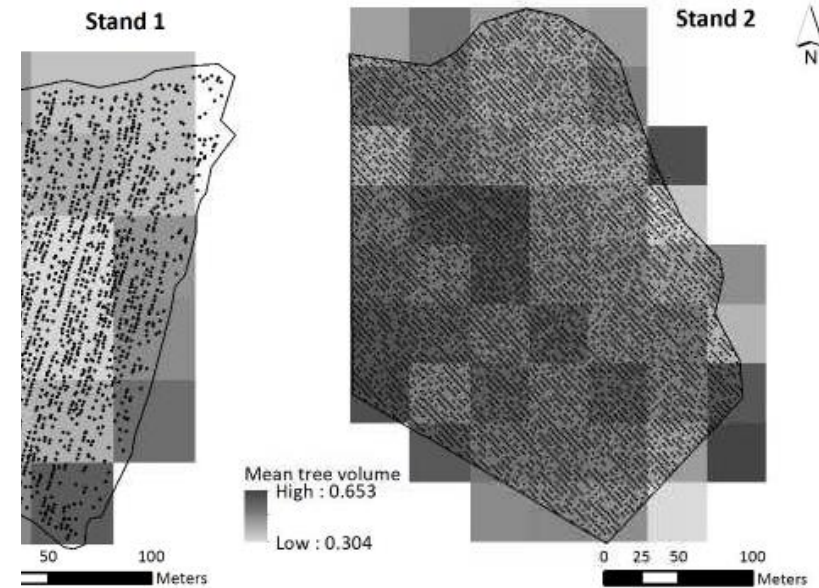 Stand 1
Stand 2
N
Mean tree volume
High : 0.653
Low : 0.304
50 100
Meters
0 25 50 100
Meters